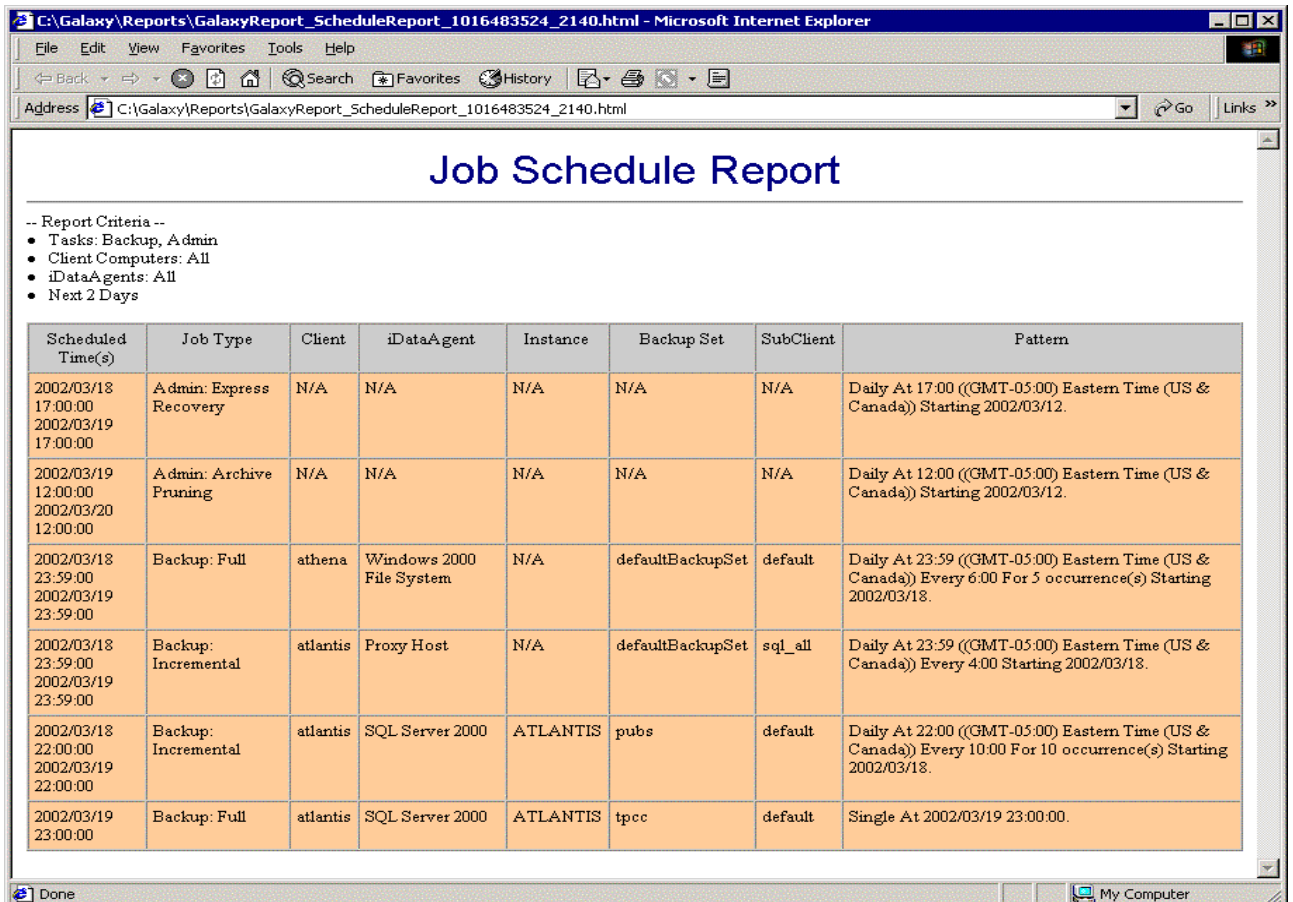 C:\Galaxy\Reports\GalaxyReport_ScheduleReport_1016483524_2140.html - Microsoft Internet Explorer
File Edit View Favorites Tools Help
Back Search Favorites History
Address C:\Galaxy\Reports\GalaxyReport_ScheduleReport_1016483524_2140.html Go Links »
Job Schedule Report
-- Report Criteria --
• Tasks: Backup, Admin
• Client Computers: All
• iDataAgents: All
• Next 2 Days
Scheduled Time(s) Job Type Client iDataAgent Instance Backup Set SubClient Pattern
2002/03/18 17:00:00 2002/03/19 17:00:00 Admin: Express Recovery N/A N/A N/A N/A N/A Daily At 17:00 ((GMT-05:00) Eastern Time (US & Canada)) Starting 2002/03/12.
2002/03/19 12:00:00 2002/03/20 12:00:00 Admin: Archive Pruning N/A N/A N/A N/A N/A Daily At 12:00 ((GMT-05:00) Eastern Time (US & Canada)) Starting 2002/03/12.
2002/03/18 23:59:00 2002/03/19 23:59:00 Backup: Full athena Windows 2000 File System N/A defaultBackupSet default Daily At 23:59 ((GMT-05:00) Eastern Time (US & Canada)) Every 6:00 For 5 occurrence(s) Starting 2002/03/18.
2002/03/18 23:59:00 2002/03/19 23:59:00 Backup: Incremental atlantis Proxy Host N/A defaultBackupSet sql_all Daily At 23:59 ((GMT-05:00) Eastern Time (US & Canada)) Every 4:00 Starting 2002/03/18.
2002/03/18 22:00:00 2002/03/19 22:00:00 Backup: Incremental atlantis SQL Server 2000 ATLANTIS pubs default Daily At 22:00 ((GMT-05:00) Eastern Time (US & Canada)) Every 10:00 For 10 occurrence(s) Starting 2002/03/18.
2002/03/19 23:00:00 Backup: Full atlantis SQL Server 2000 ATLANTIS tpcc default Single At 2002/03/19 23:00:00.
Done My Computer